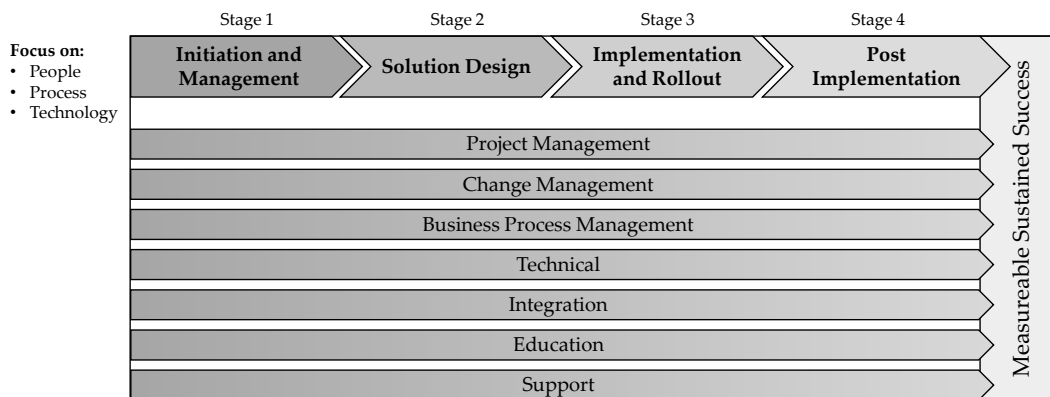 Stage 1
Stage 2
Stage 3
Stage 4
Focus on:
• People
• Process
• Technology
Initiation and
Management
Solution Design
Implementation
and Rollout
Post
Implementation
Project Management
Change Management
Business Process Management
Technical
Integration
Education
Support
Measureable Sustained Success